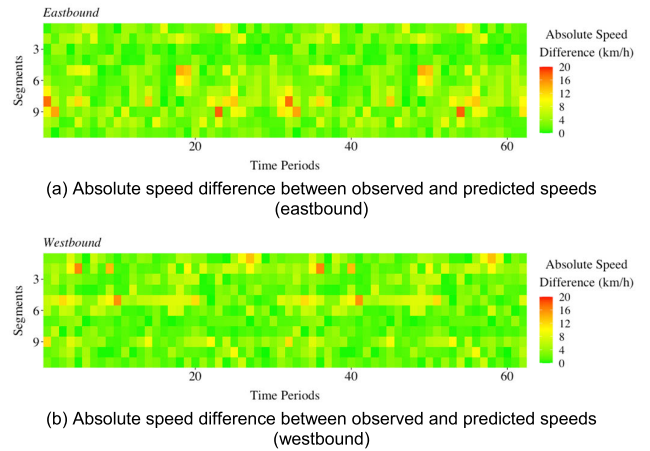 Eastbound
Absolute Speed
Difference (km/h)
20
16
12
8
4
0
Segments
3
6
9
20
40
60
Time Periods
(a) Absolute speed difference between observed and predicted speeds
(eastbound)
Westbound
Absolute Speed
Difference (km/h)
20
16
12
8
4
0
Segments
3
6
9
20
40
60
Time Periods
(b) Absolute speed difference between observed and predicted speeds
(westbound)